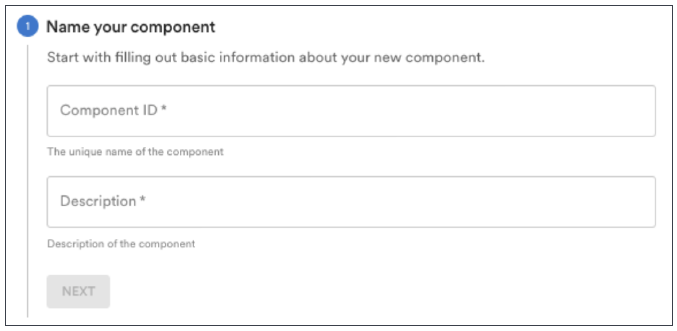 1 Name your component
Start with filling out basic information about your new component.
Component ID *
The unique name of the component
Description *
Description of the component
NEXT